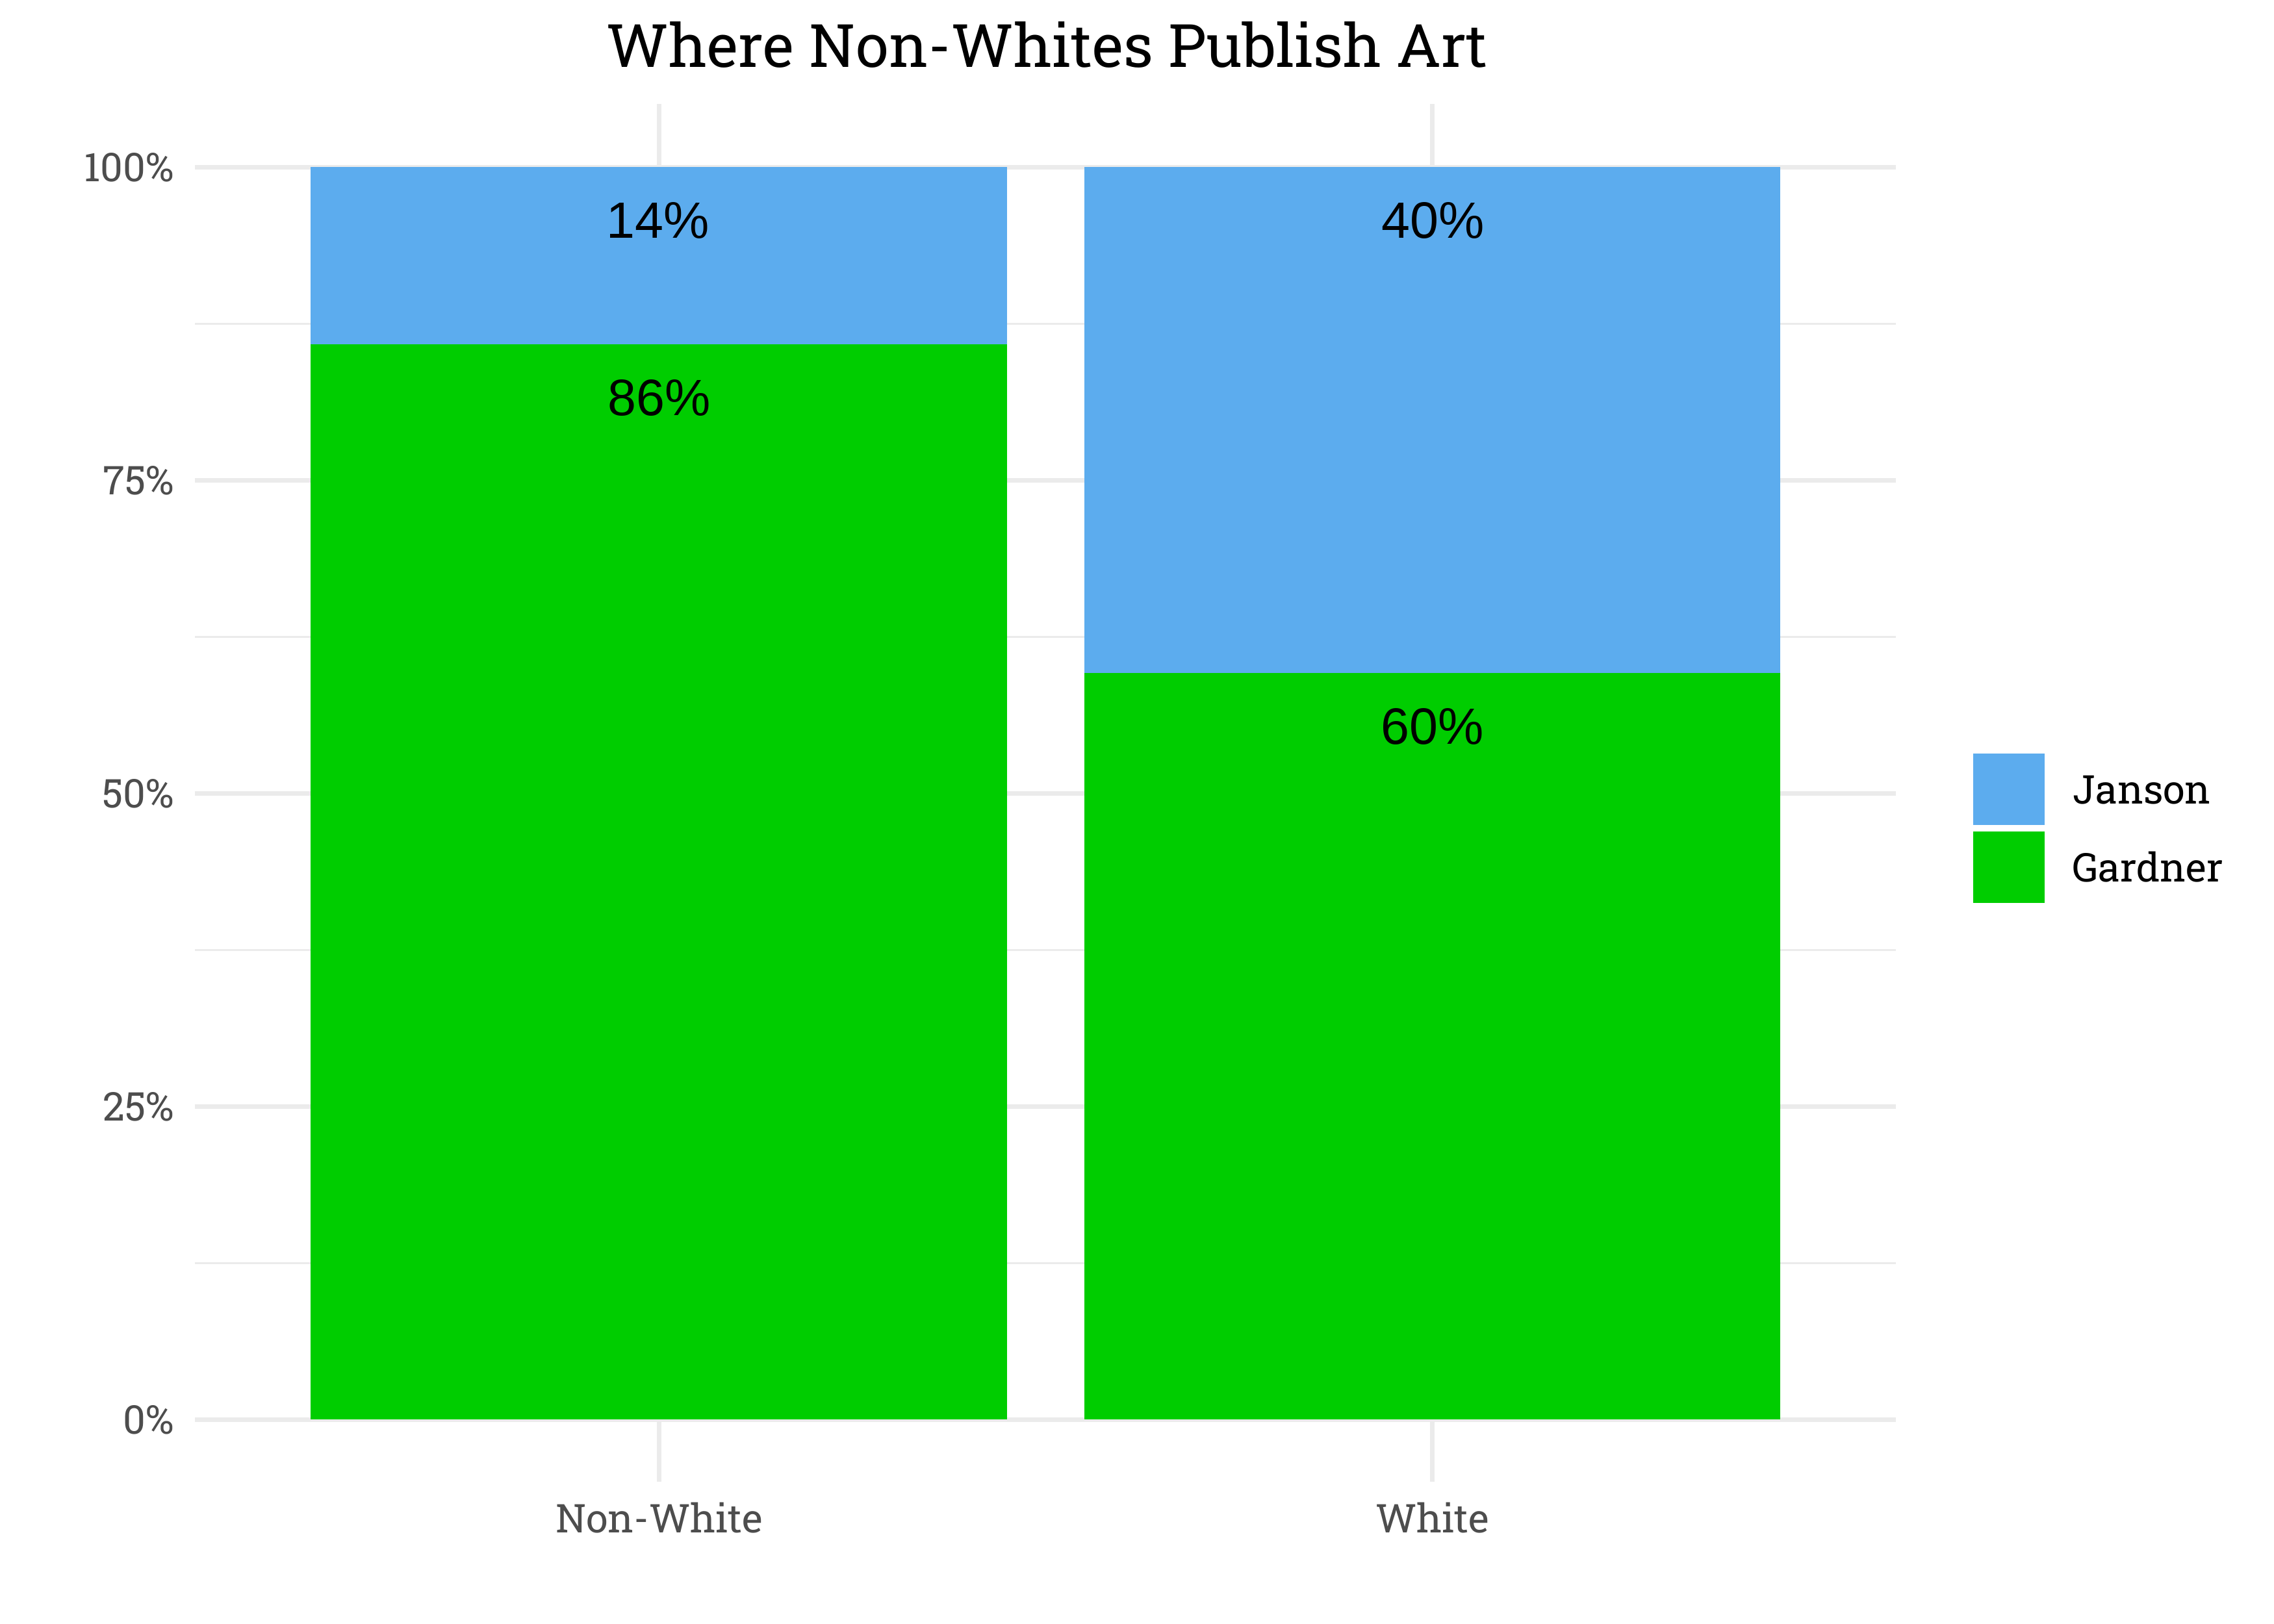 Where Non-Whites Publish Art
100%
75%
50%
25%
0%
14%
86%
40%
60%
Non-White
White
Janson
Gardner